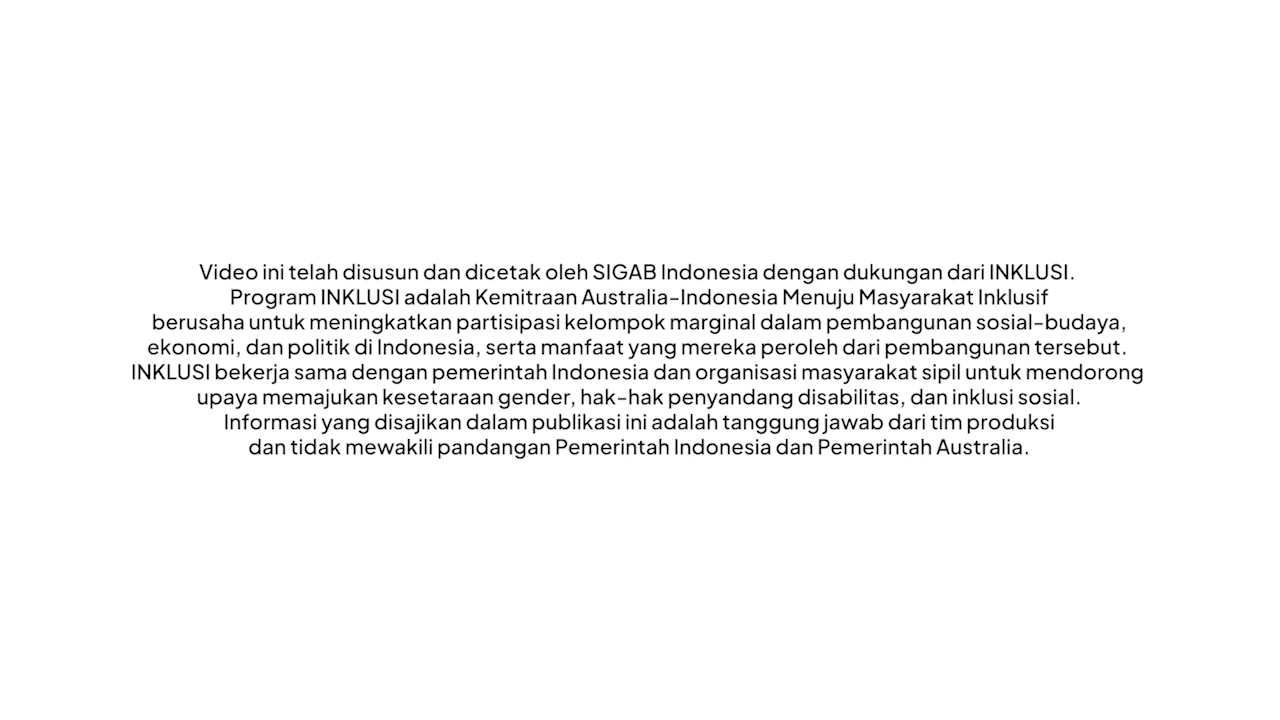 Video ini telah disusun dan dicetak oleh SIGAB Indonesia dengan dukungan dari INKLUSI.
Program INKLUSI adalah Kemitraan Australia-Indonesia Menuju Masyarakat Inklusif
berusaha untuk meningkatkan partisipasi kelompok marginal dalam pembangunan sosial-budaya,
ekonomi, dan politik di Indonesia, serta manfaat yang mereka peroleh dari pembangunan tersebut.
INKLUSI bekerja sama dengan pemerintah Indonesia dan organisasi masyarakat sipil untuk mendorong
upaya memajukan kesetaraan gender, hak-hak penyandang disabilitas, dan inklusi sosial.
Informasi yang disajikan dalam publikasi ini adalah tanggung jawab dari tim produksi
dan tidak mewakili pandangan Pemerintah Indonesia dan Pemerintah Australia.